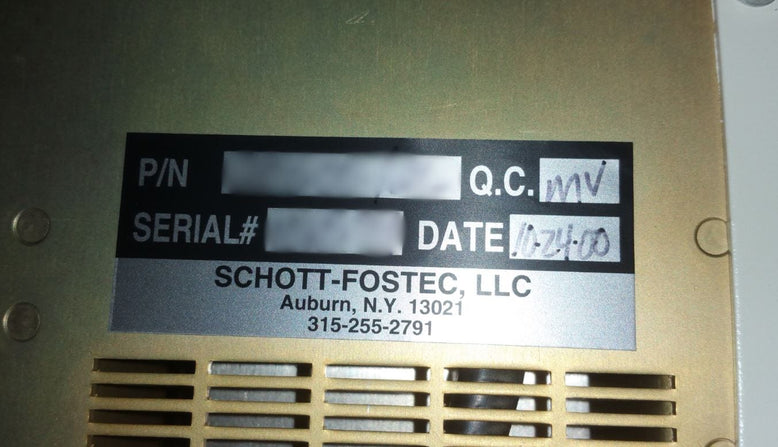 P/N Q.C. MV
SERIAL# DATE 10-24-00
SCHOTT-FOSTEC, LLC
Auburn, N.Y. 13021
315-255-2791